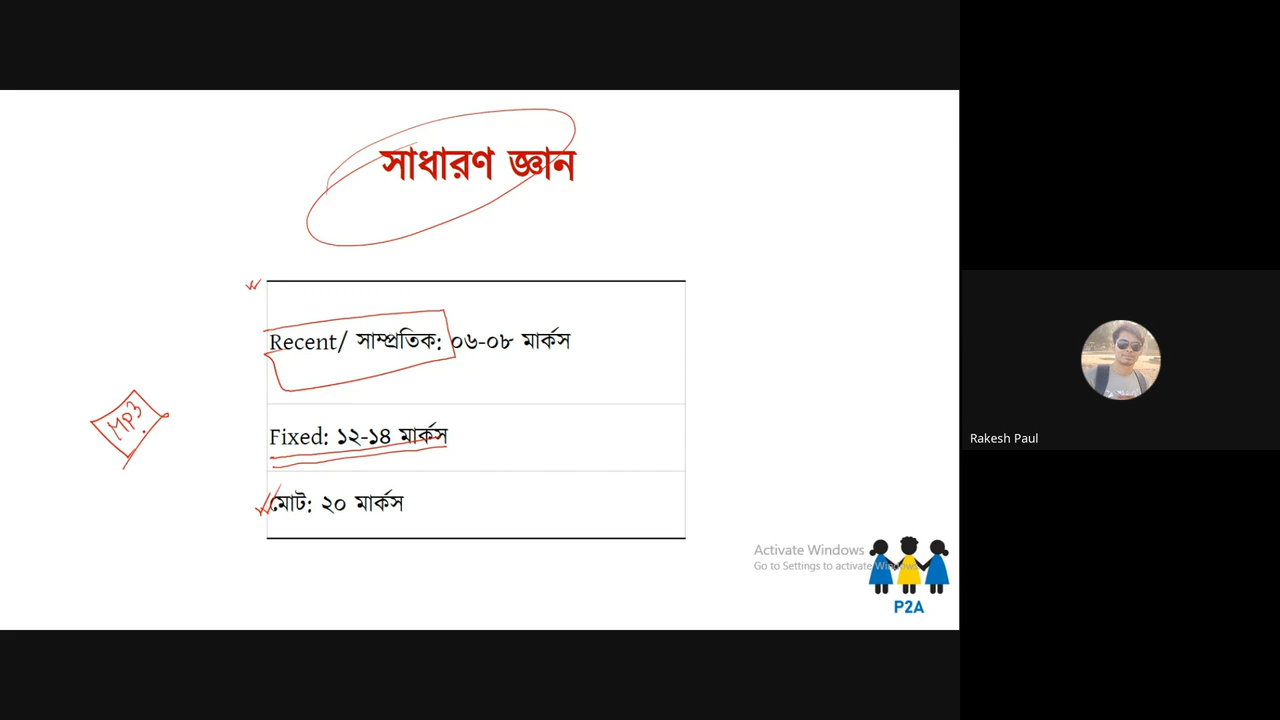 সাধারণ জ্ঞান
Recent/ সাম্প্রতিক: ০৬-০৮ মার্কস
MP3
Fixed: ১২-১৪ মার্কস
মোট: ২০ মার্কস
Rakesh Paul
Activate Windows
Go to Settings to activate Windows.
P2A